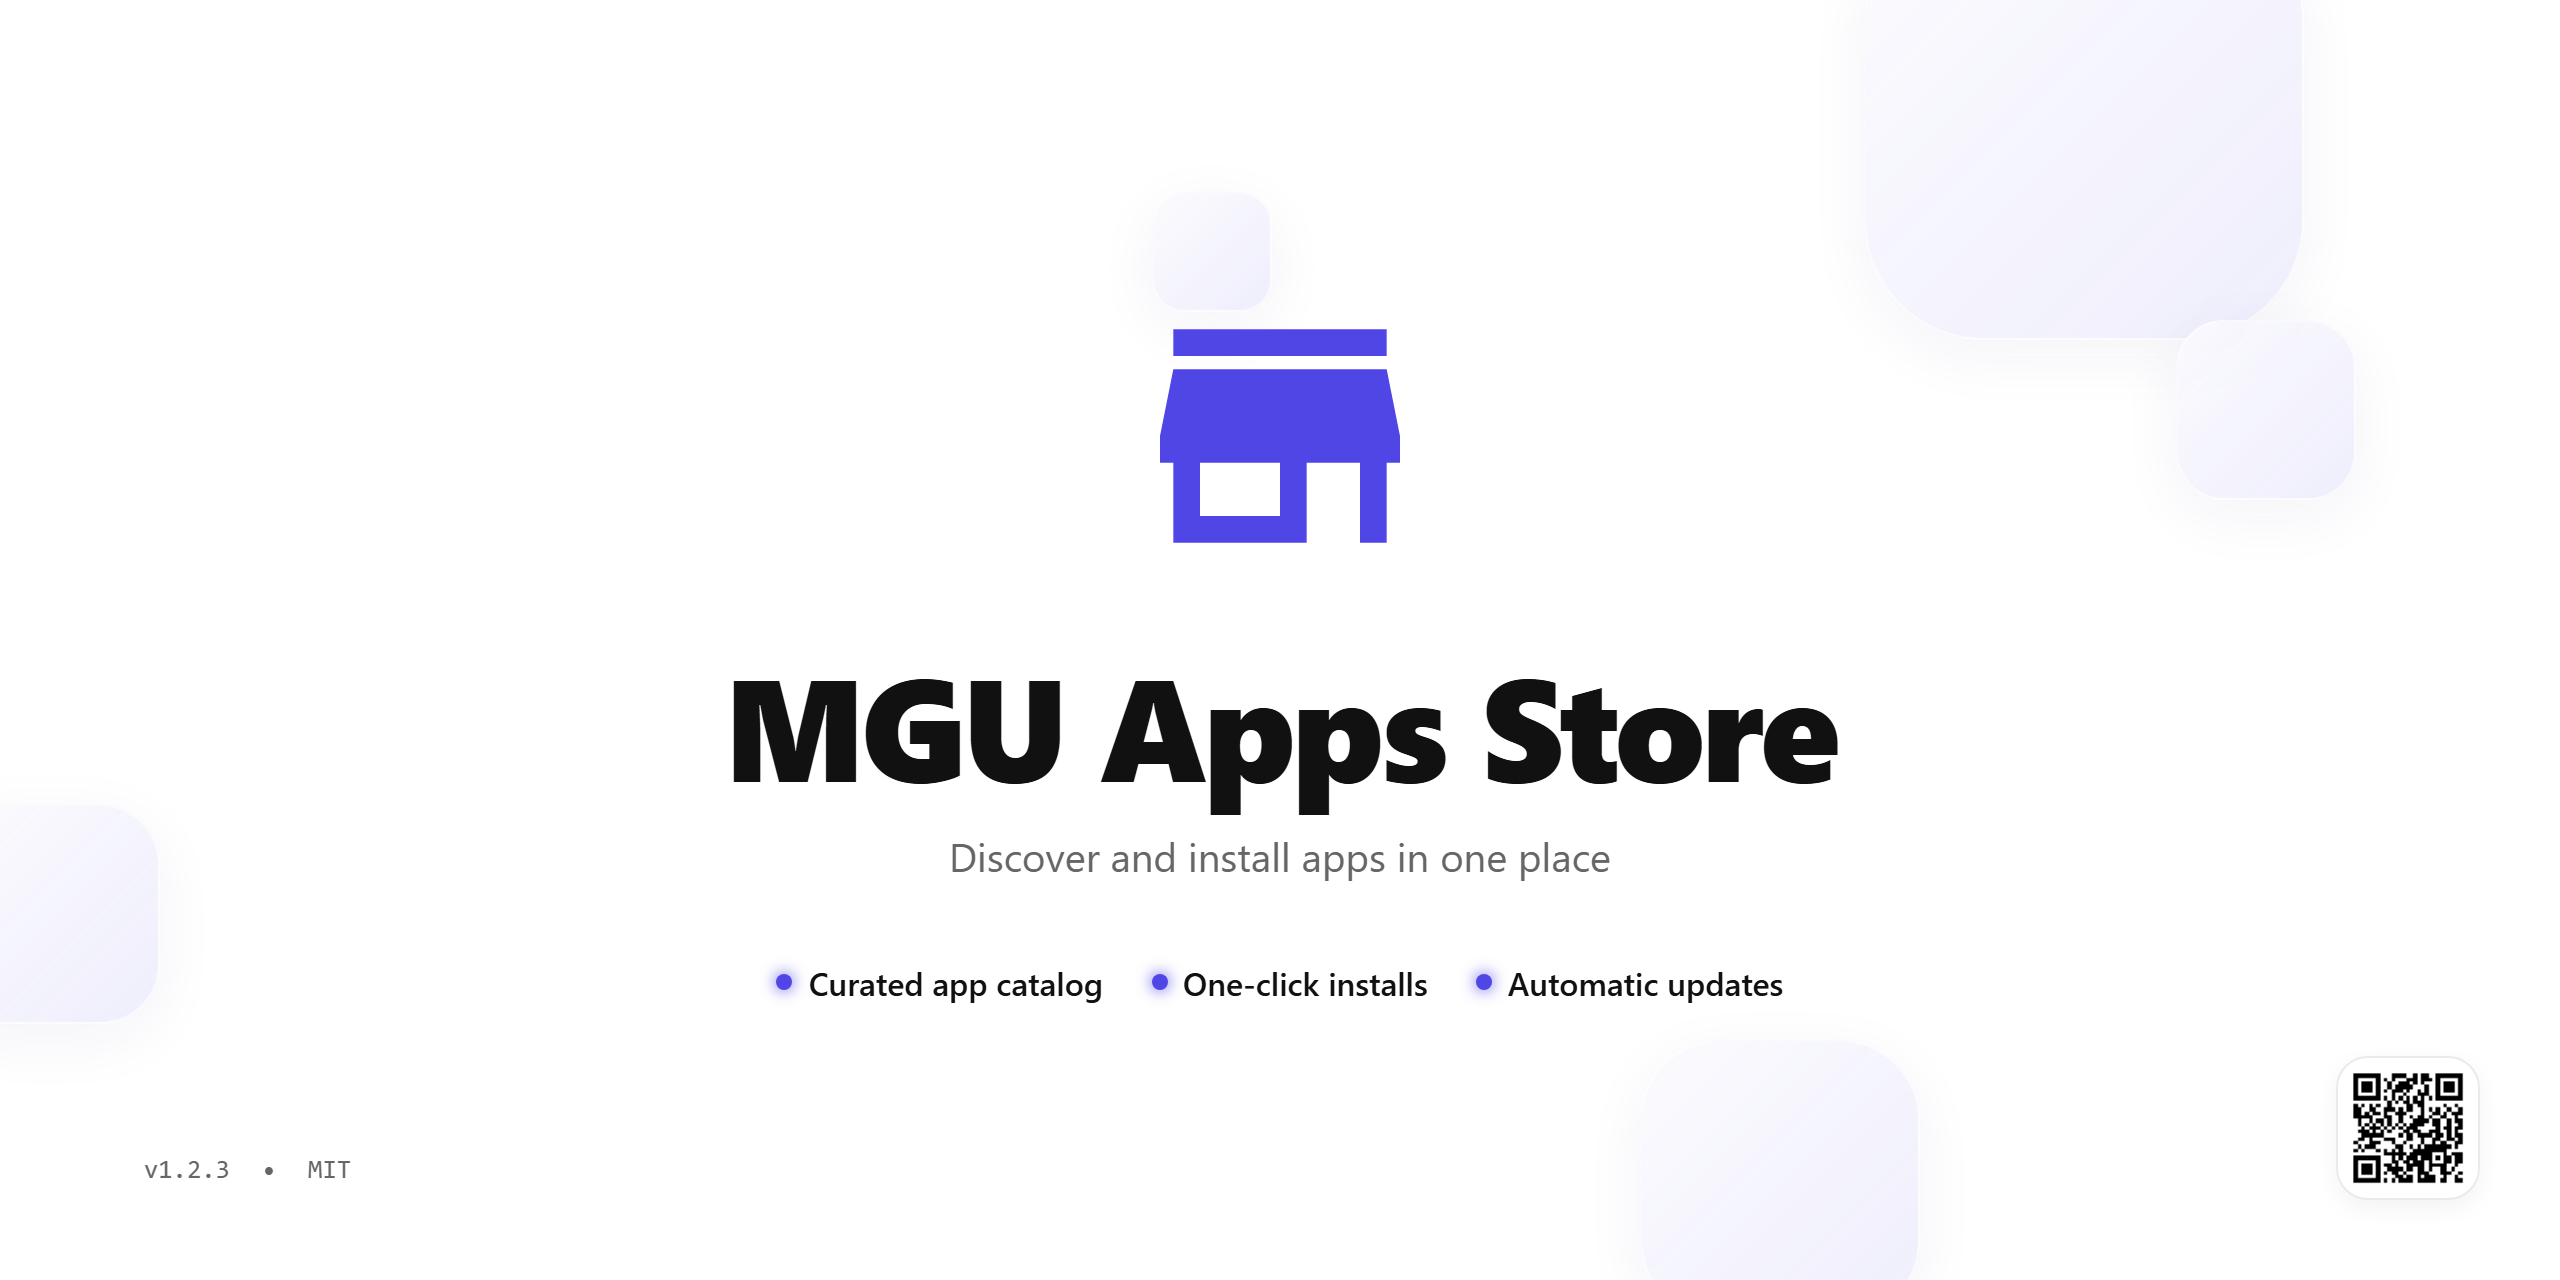 MGU Apps Store
Discover and install apps in one place
Curated app catalog One-click installs Automatic updates
v1.2.3 • MIT